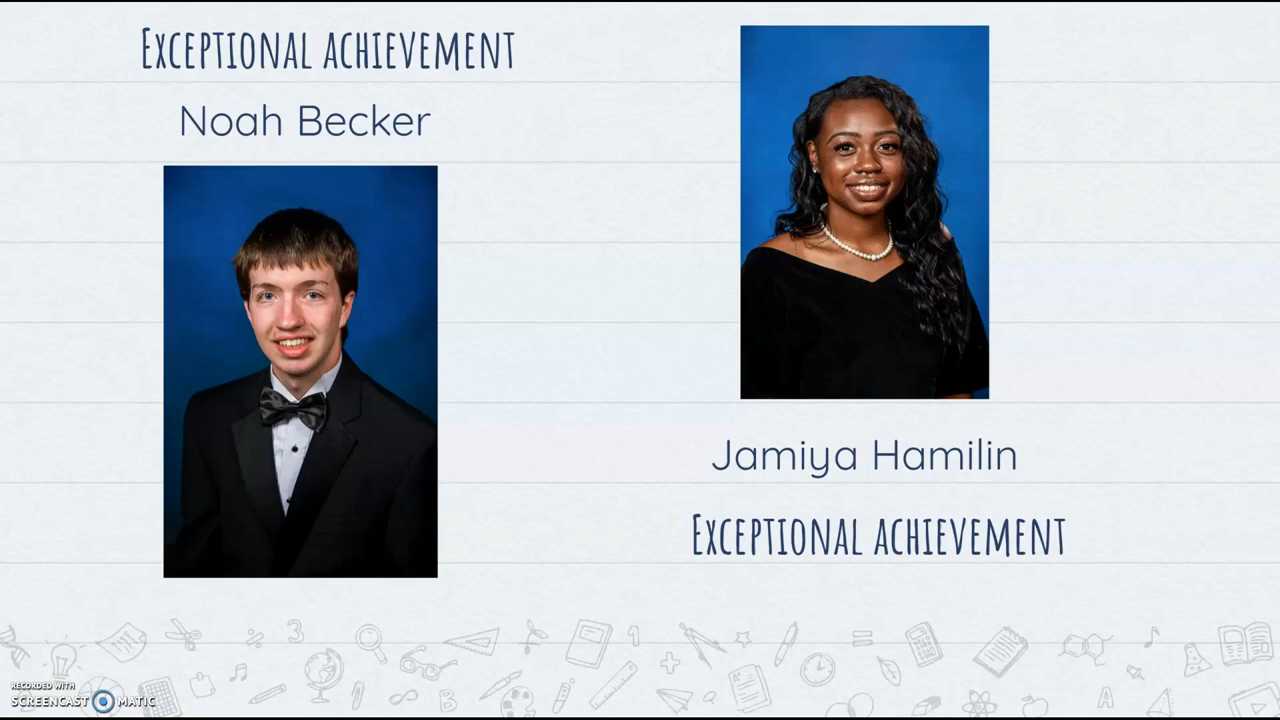 Exceptional achievement
Noah Becker
Jamiya Hamilin
Exceptional achievement
RECORDED WITH
SCREENCAST MATIC